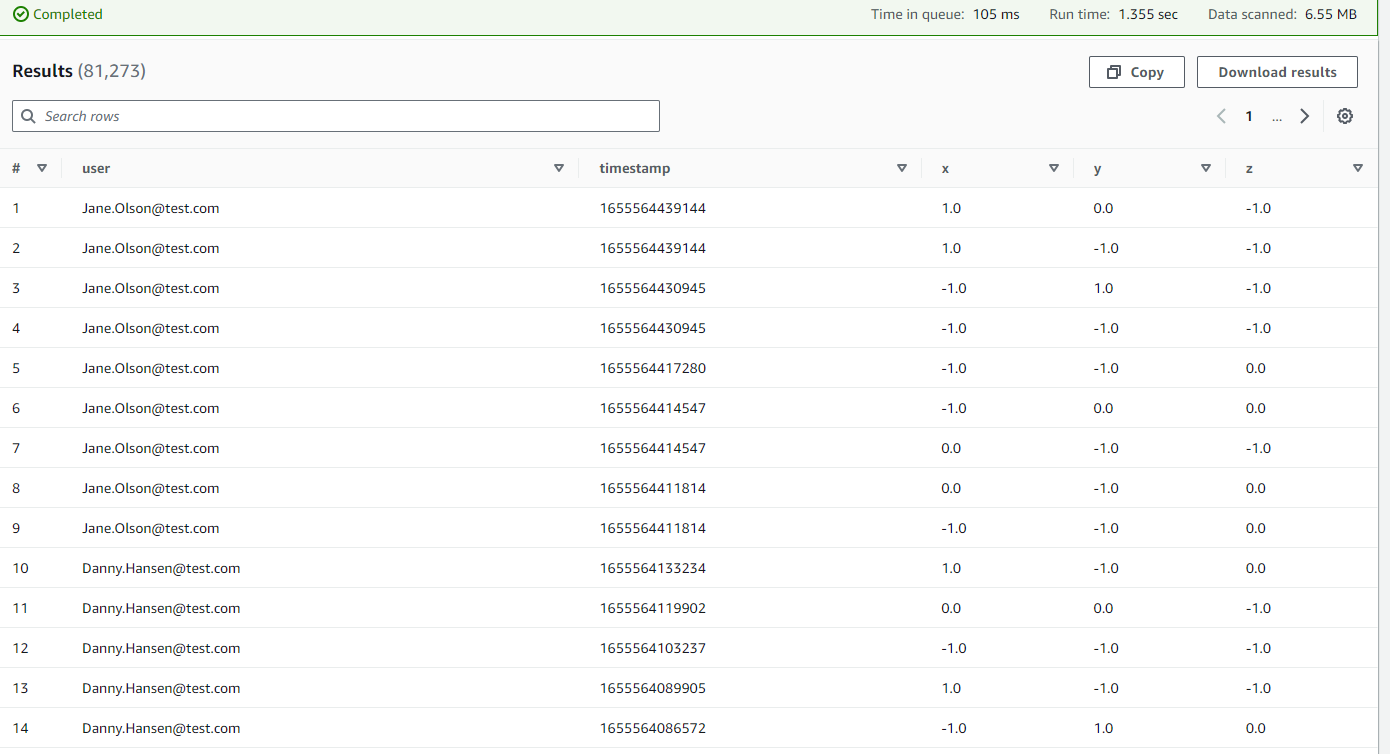 Completed Time in queue: 105 ms Run time: 1.355 sec Data scanned: 6.55 MB
Results (81,273) Copy Download results
Search rows 1 ...
# user timestamp x y z
1 Jane.Olson@test.com 1655564439144 1.0 0.0 -1.0
2 Jane.Olson@test.com 1655564439144 1.0 -1.0 -1.0
3 Jane.Olson@test.com 1655564430945 -1.0 1.0 -1.0
4 Jane.Olson@test.com 1655564430945 -1.0 -1.0 -1.0
5 Jane.Olson@test.com 1655564417280 -1.0 -1.0 0.0
6 Jane.Olson@test.com 1655564414547 -1.0 0.0 0.0
7 Jane.Olson@test.com 1655564414547 0.0 -1.0 -1.0
8 Jane.Olson@test.com 1655564411814 0.0 -1.0 0.0
9 Jane.Olson@test.com 1655564411814 -1.0 -1.0 0.0
10 Danny.Hansen@test.com 1655564133234 1.0 -1.0 0.0
11 Danny.Hansen@test.com 1655564119902 0.0 0.0 -1.0
12 Danny.Hansen@test.com 1655564103237 -1.0 -1.0 -1.0
13 Danny.Hansen@test.com 1655564089905 1.0 -1.0 -1.0
14 Danny.Hansen@test.com 1655564086572 -1.0 1.0 0.0